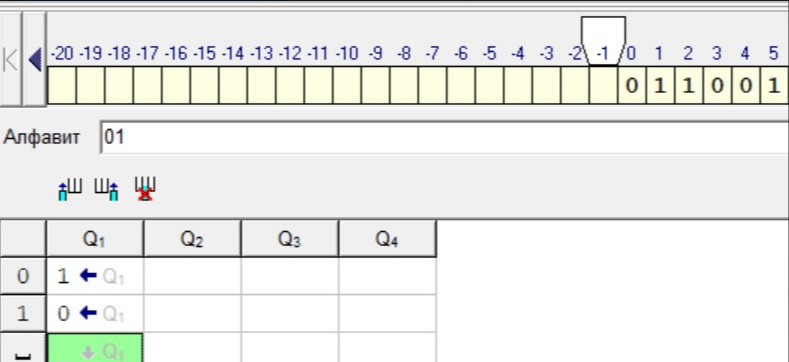 -20 -19 -18 -17 -16 -15 -14 -13 -12 -11 -10 -9 -8 -7 -6 -5 -4 -3 -2 -1 0 1 2 3 4 5
0 1 1 0 0 1
Алфавит 01
Q₁ Q₂ Q₃ Q₄
0 1 ← Q₁
1 0 ← Q₁
↓ Q₁